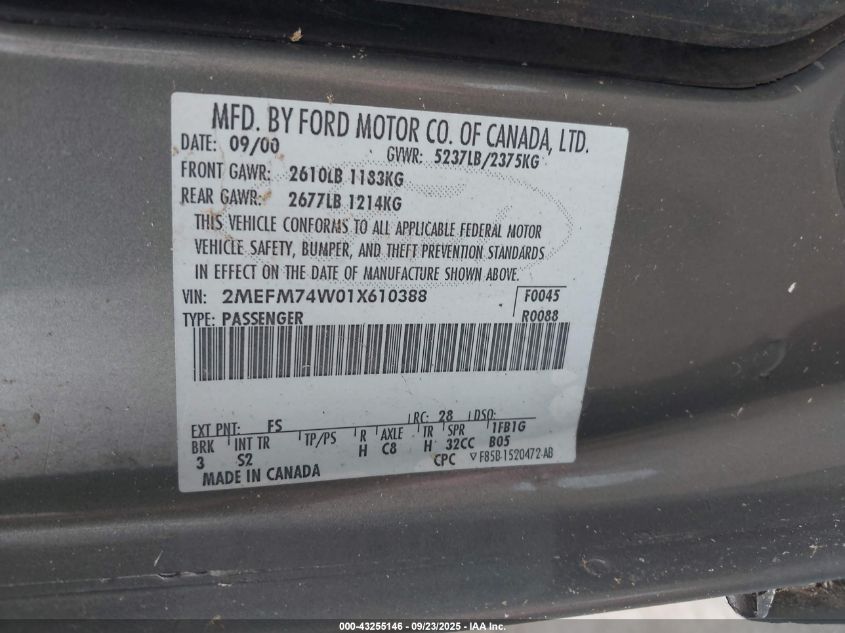 MFD. BY FORD MOTOR CO. OF CANADA, LTD.
DATE: 09/00 GVWR: 5237LB/2375KG
FRONT GAWR: 2610LB 1183KG
REAR GAWR: 2677LB 1214KG
THIS VEHICLE CONFORMS TO ALL APPLICABLE FEDERAL MOTOR
VEHICLE SAFETY, BUMPER, AND THEFT PREVENTION STANDARDS
IN EFFECT ON THE DATE OF MANUFACTURE SHOWN ABOVE.
VIN: 2MEFM74W01X610388 F0045
TYPE: PASSENGER R0088
EXT PNT: FS RC: 28 DSO:
BRK INT TR TP/PS R AXLE TR SPR 1FB1G
3 S2 H C8 H 32CC B05
MADE IN CANADA CPC F85B-1520472-AB
000-43255146 - 09/23/2025 - IAA Inc.